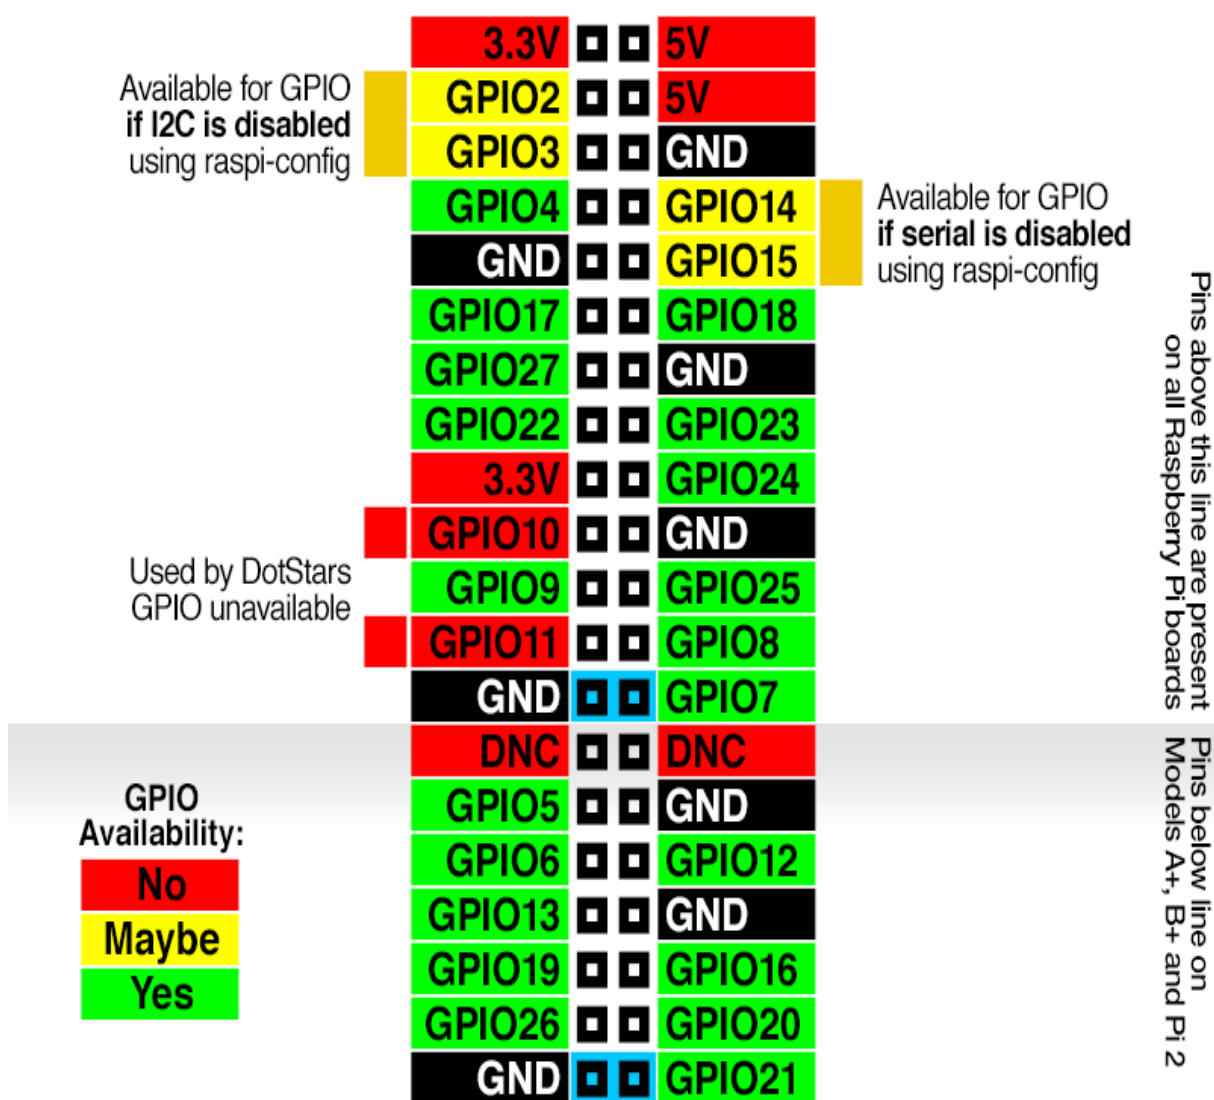 3.3V 5V
Available for GPIO
if I2C is disabled
using raspi-config
GPIO2 5V
GPIO3 GND
GPIO4 GPIO14
GND GPIO15
Available for GPIO
if serial is disabled
using raspi-config
GPIO17 GPIO18
GPIO27 GND
GPIO22 GPIO23
3.3V GPIO24
GPIO10 GND
Used by DotStars
GPIO unavailable
GPIO9 GPIO25
GPIO11 GPIO8
GND GPIO7
Pins above this line are present
on all Raspberry Pi boards
DNC DNC
GPIO5 GND
GPIO6 GPIO12
GPIO13 GND
GPIO19 GPIO16
GPIO26 GPIO20
GND GPIO21
Pins below line on
Models A+, B+ and Pi 2
GPIO
Availability:
No
Maybe
Yes